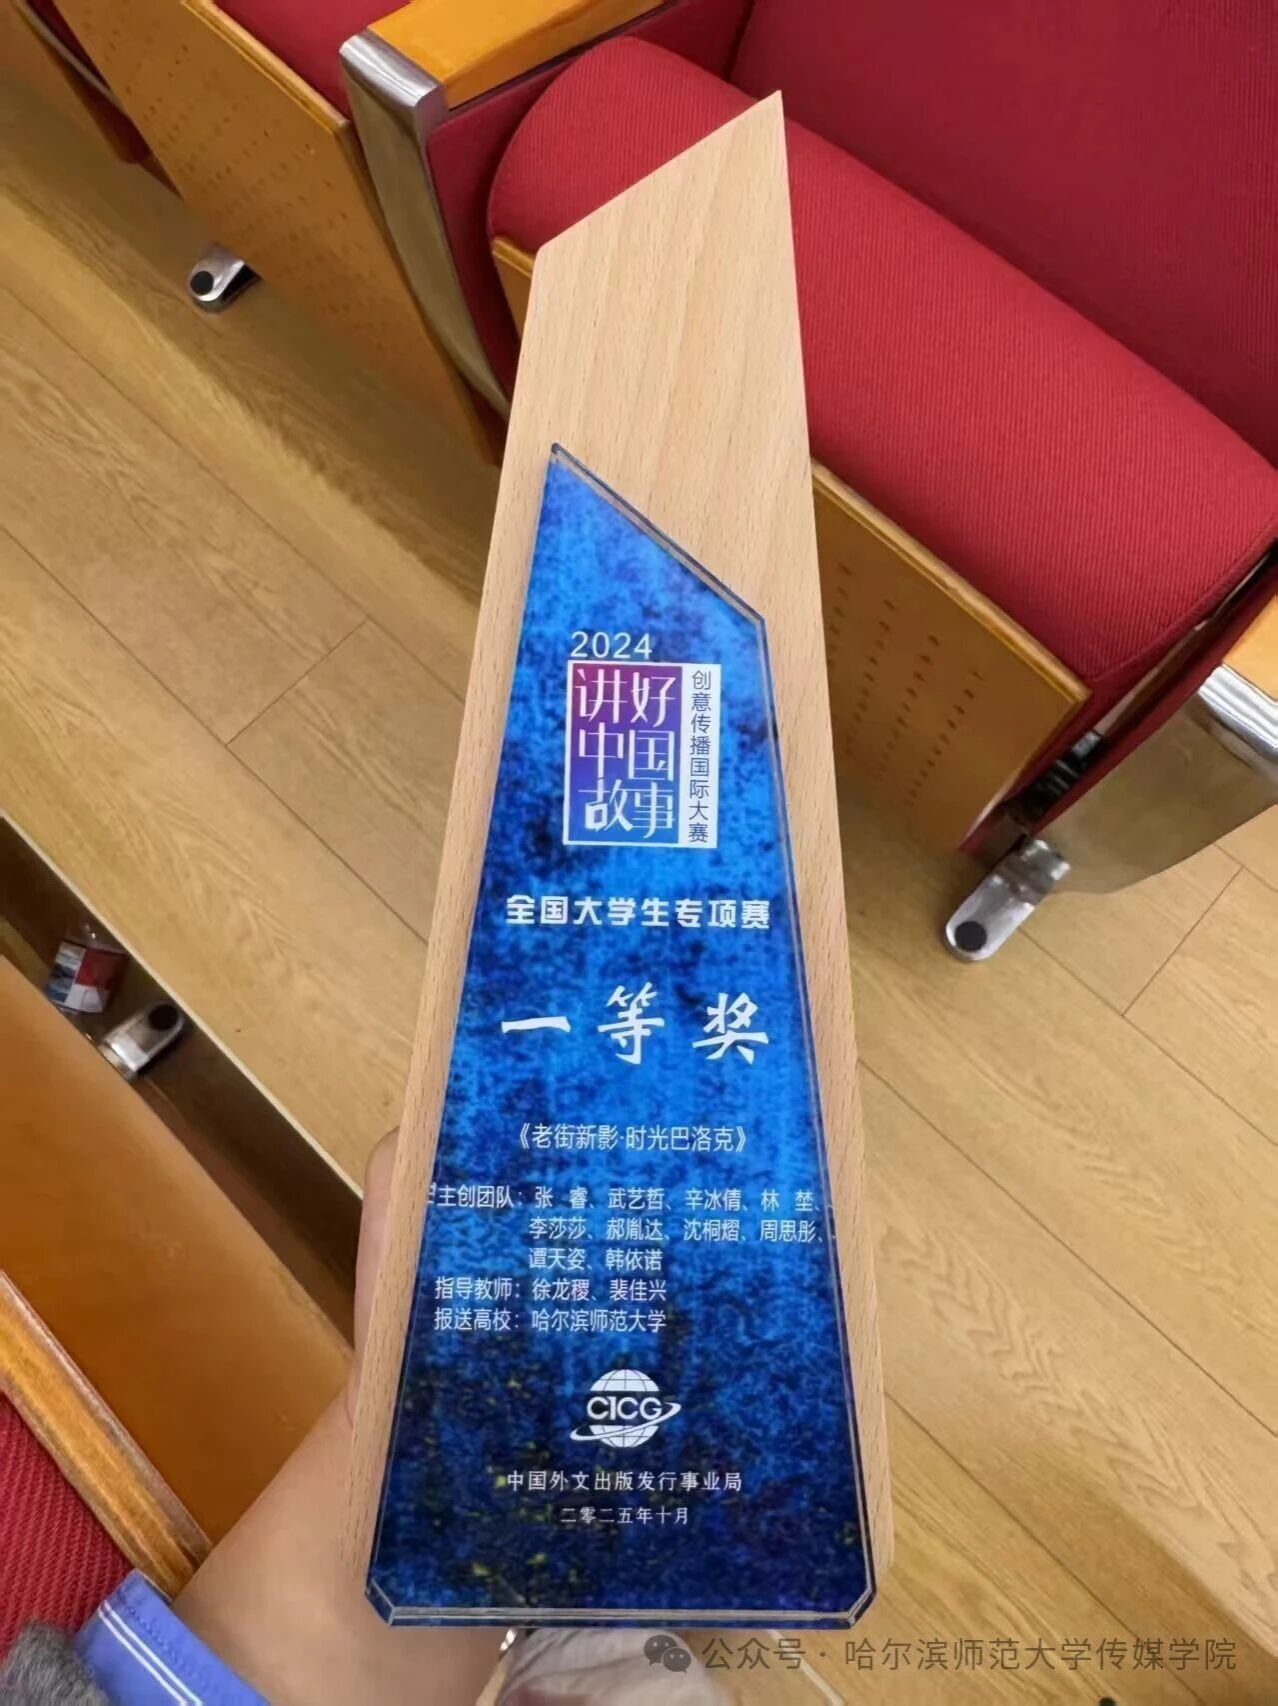 2024
讲好
中国
故事
创意传播国际大赛
全国大学生专项赛
一等奖
《老街新影·时光巴洛克》
主创团队：张 睿、武艺哲、辛冰倩、林 堃、
李莎莎、郝胤达、沈桐熠、周思彤、
谭天姿、韩依诺
指导教师：徐龙稷、裴佳兴
报送高校：哈尔滨师范大学
CICG
中国外文出版发行事业局
二零二五年十月
公众号·哈尔滨师范大学传媒学院